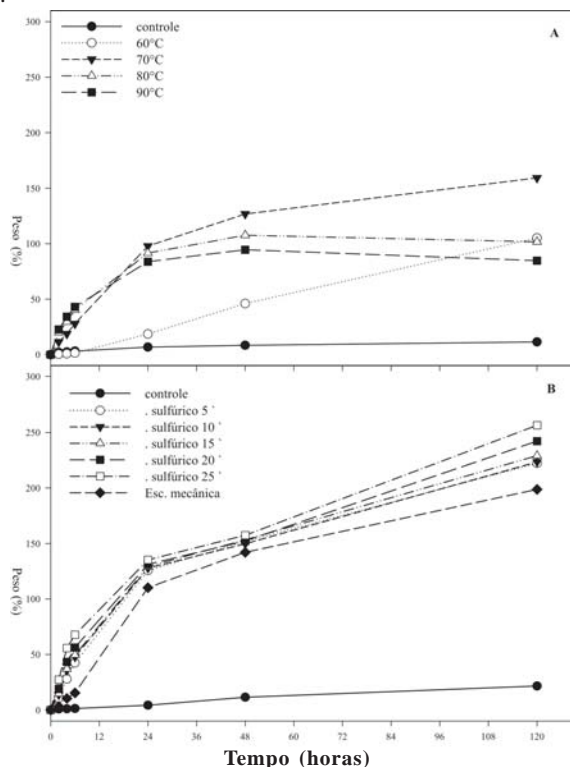 300
250
200
150
100
50
0
Peso (%)
controle
60°C
70°C
80°C
90°C
A
300
250
200
150
100
50
0
Peso (%)
controle
. sulfúrico 5 `
. sulfúrico 10 `
. sulfúrico 15 `
. sulfúrico 20 `
. sulfúrico 25 `
Esc. mecânica
B
0 12 24 36 48 60 72 84 96 108 120
Tempo (horas)